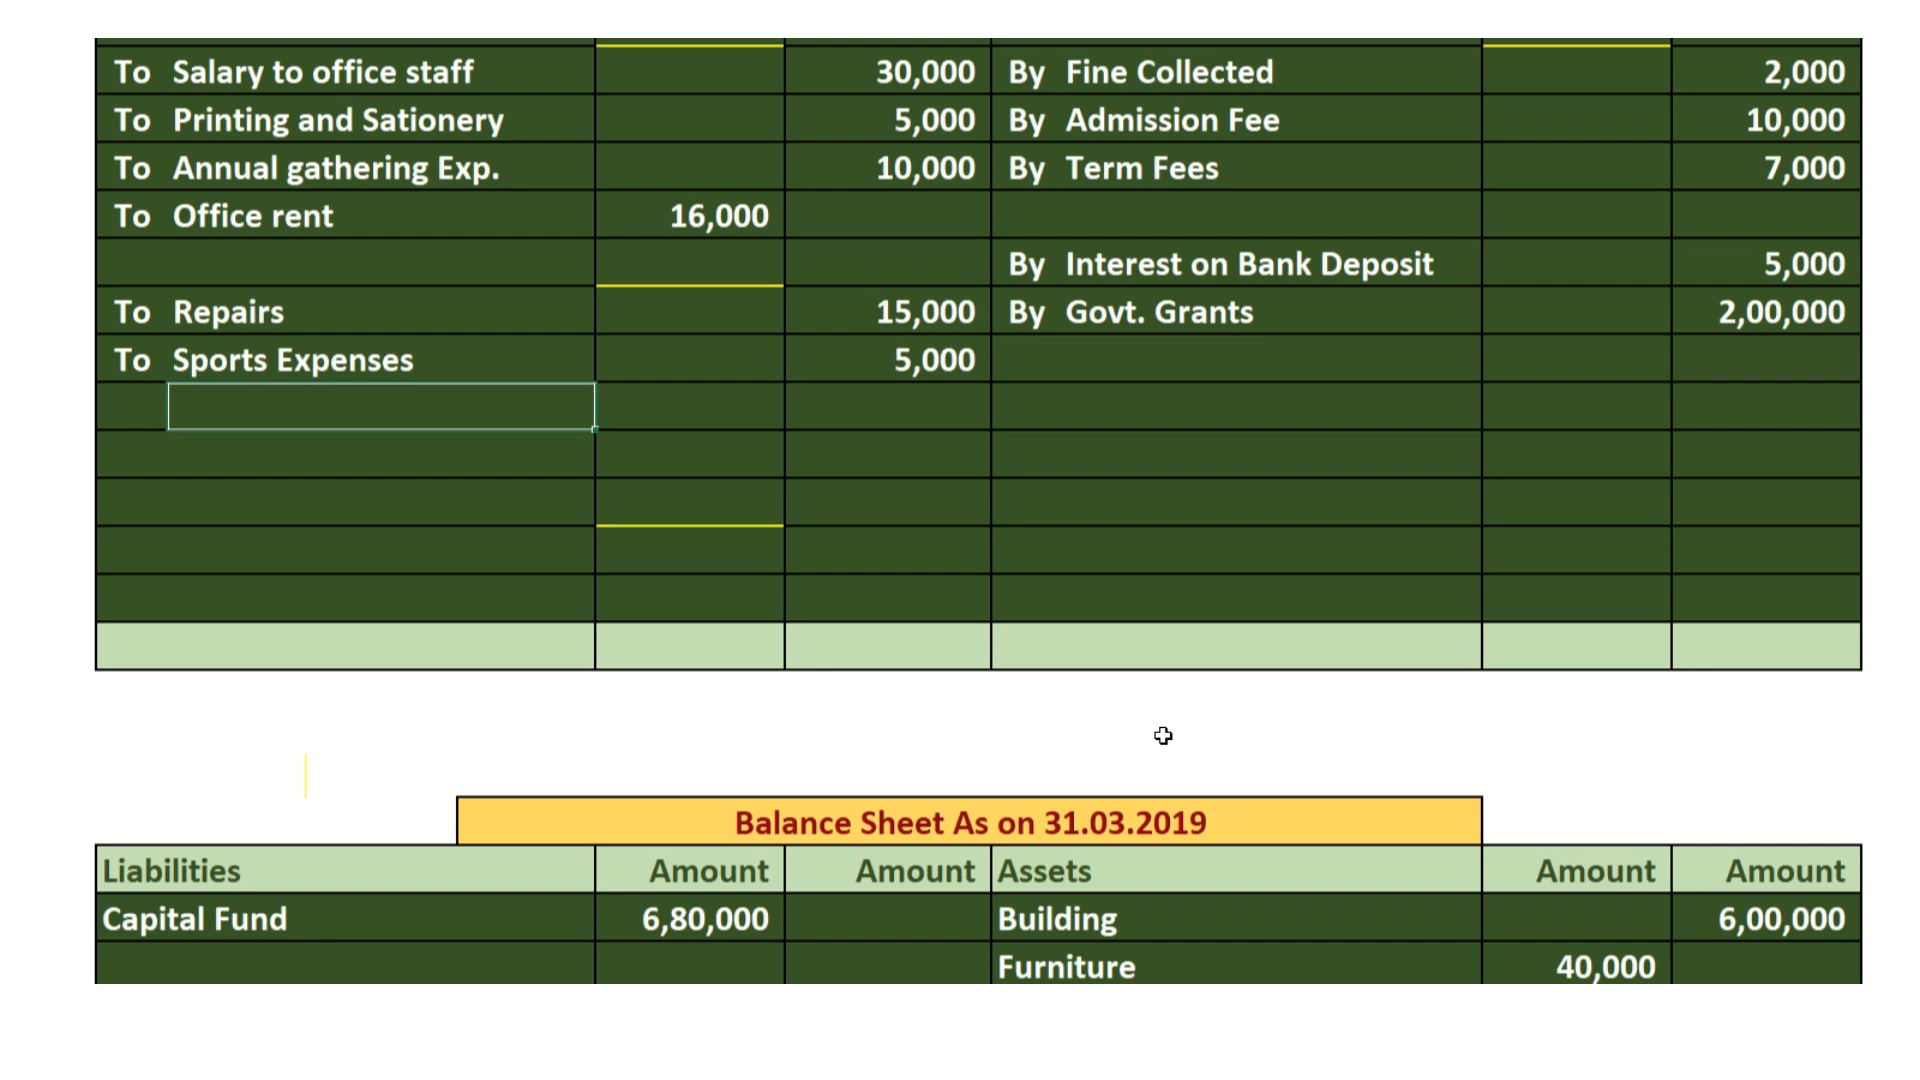 To Salary to office staff 30,000 By Fine Collected 2,000
To Printing and Sationery 5,000 By Admission Fee 10,000
To Annual gathering Exp. 10,000 By Term Fees 7,000
To Office rent 16,000
By Interest on Bank Deposit 5,000
To Repairs 15,000 By Govt. Grants 2,00,000
To Sports Expenses 5,000
Balance Sheet As on 31.03.2019
Liabilities Amount Amount Assets Amount Amount
Capital Fund 6,80,000 Building 6,00,000
Furniture 40,000